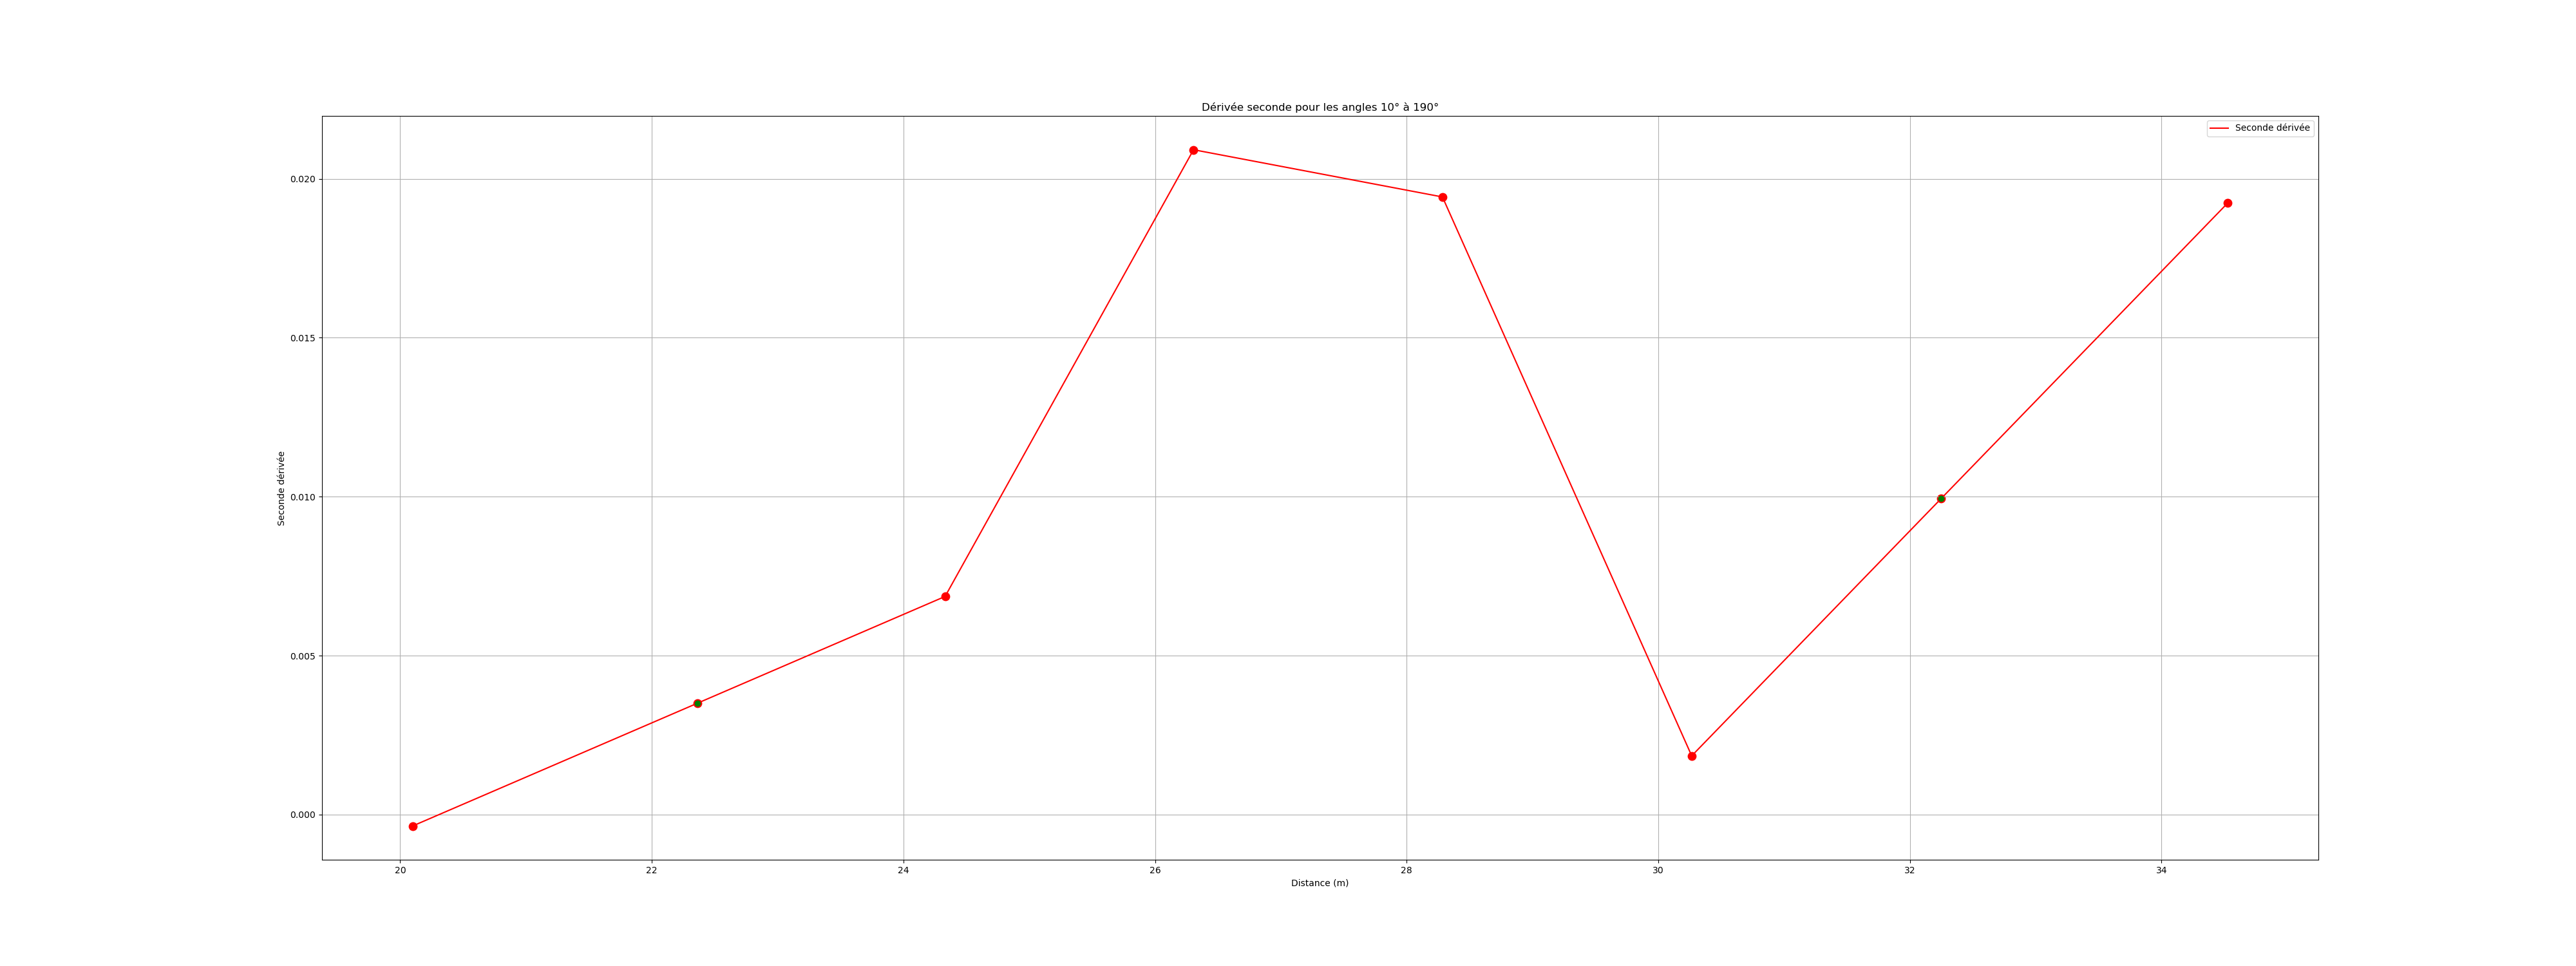 Dérivée seconde pour les angles 10° à 190°
Seconde dérivée
0.020
0.015
0.010
0.005
0.000
Seconde dérivée
20 22 24 26 28 30 32 34
Distance (m)